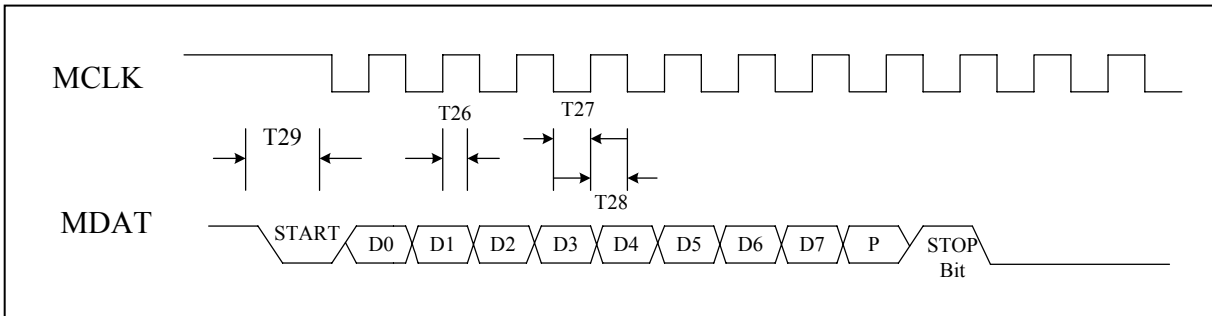 MCLK
T26
T27
T29
T28
MDAT
START
D0
D1
D2
D3
D4
D5
D6
D7
P
STOP
Bit